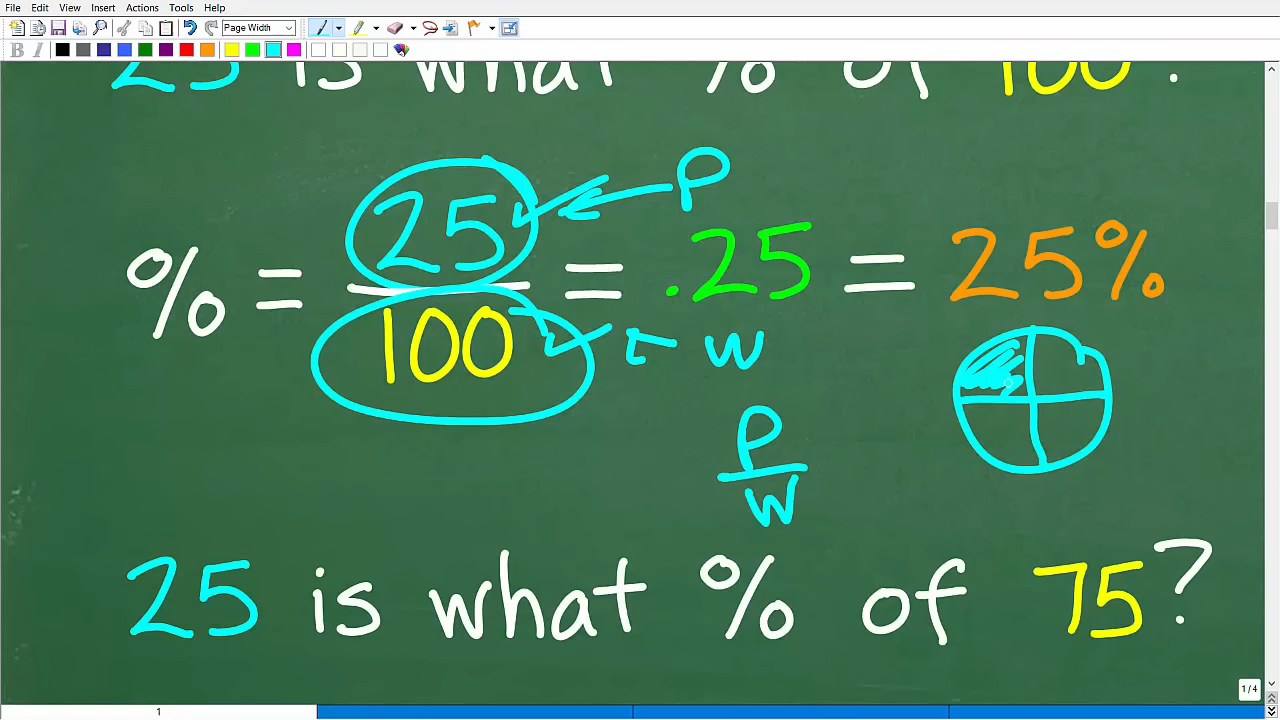 File Edit View Insert Actions Tools Help
Page Width
B I
25 is what % of 100 .
P
% = 25/100 = .25 = 25%
W
P/W
25 is what % of 75?
1/4
1